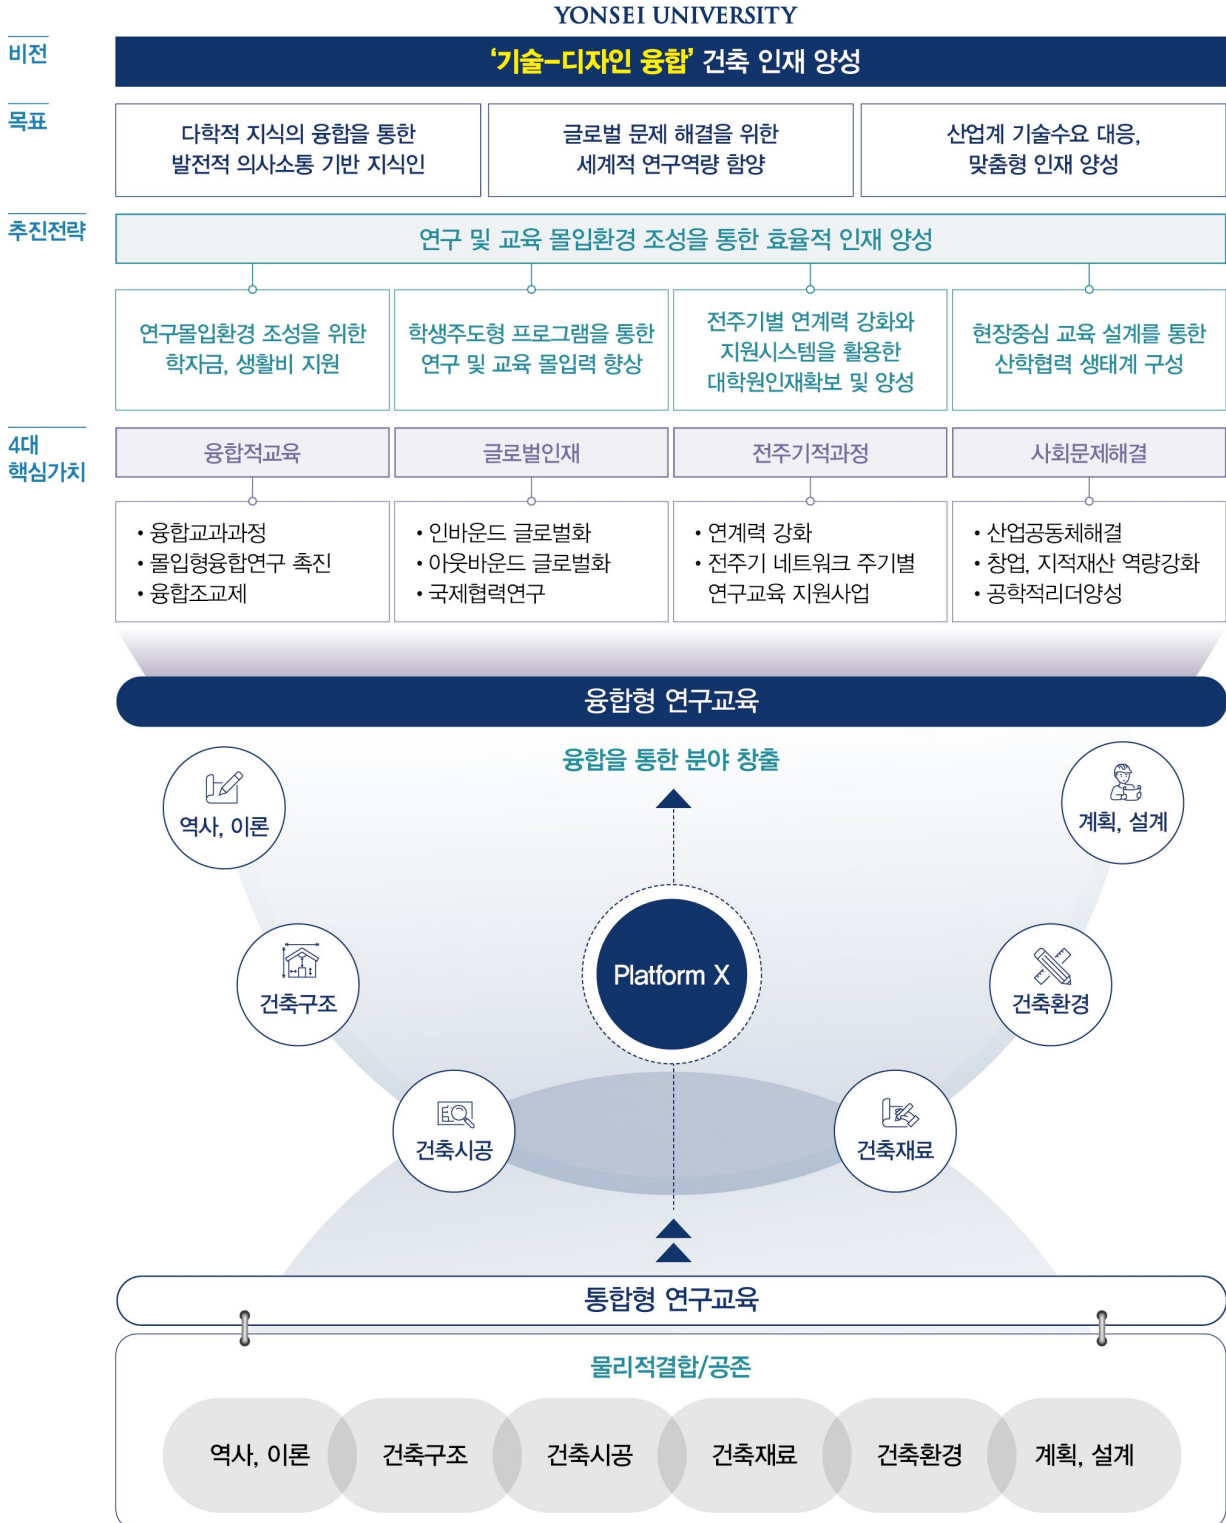 YONSEI UNIVERSITY
비전
‘기술-디자인 융합’ 건축 인재 양성
목표
다학적 지식의 융합을 통한
발전적 의사소통 기반 지식인
글로벌 문제 해결을 위한
세계적 연구역량 함양
산업계 기술수요 대응,
맞춤형 인재 양성
추진전략
연구 및 교육 몰입환경 조성을 통한 효율적 인재 양성
연구몰입환경 조성을 위한
학자금, 생활비 지원
학생주도형 프로그램을 통한
연구 및 교육 몰입력 향상
전주기별 연계력 강화와
지원시스템을 활용한
대학원인재확보 및 양성
현장중심 교육 설계를 통한
산학협력 생태계 구성
4대
핵심가치
융합적교육
글로벌인재
전주기적과정
사회문제해결
• 융합교과과정
• 몰입형융합연구 촉진
• 융합조교제
• 인바운드 글로벌화
• 아웃바운드 글로벌화
• 국제협력연구
• 연계력 강화
• 전주기 네트워크 주기별
연구교육 지원사업
• 산업공동체해결
• 창업, 지적재산 역량강화
• 공학적리더양성
융합형 연구교육
융합을 통한 분야 창출
역사, 이론
계획, 설계
Platform X
건축구조
건축환경
건축시공
건축재료
통합형 연구교육
물리적결합/공존
역사, 이론
건축구조
건축시공
건축재료
건축환경
계획, 설계